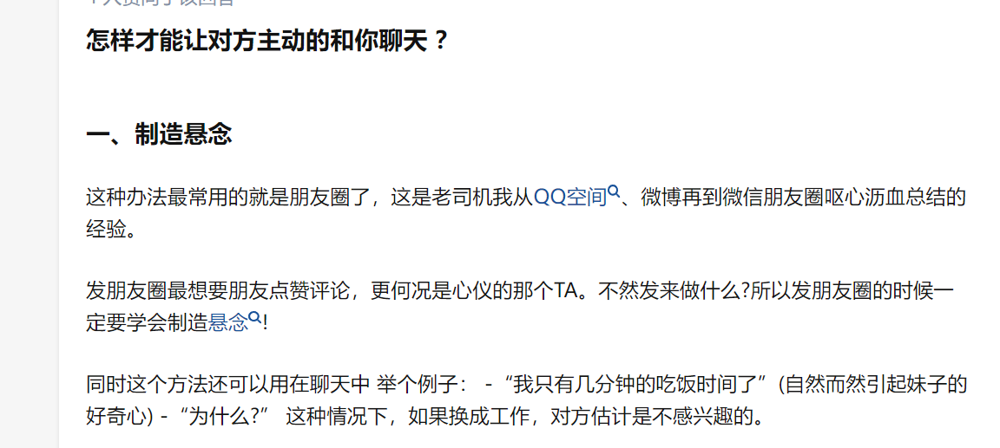 怎样才能让对方主动的和你聊天？
一、制造悬念
这种办法最常用的就是朋友圈了，这是老司机我从QQ空间、微博再到微信朋友圈呕心沥血总结的
经验。
发朋友圈最想要朋友点赞评论，更何况是心仪的那个TA。不然发来做什么?所以发朋友圈的时候一
定要学会制造悬念!
同时这个方法还可以用在聊天中 举个例子： -“我只有几分钟的吃饭时间了”(自然而然引起妹子的
好奇心) -“为什么?” 这种情况下，如果换成工作，对方估计是不感兴趣的。